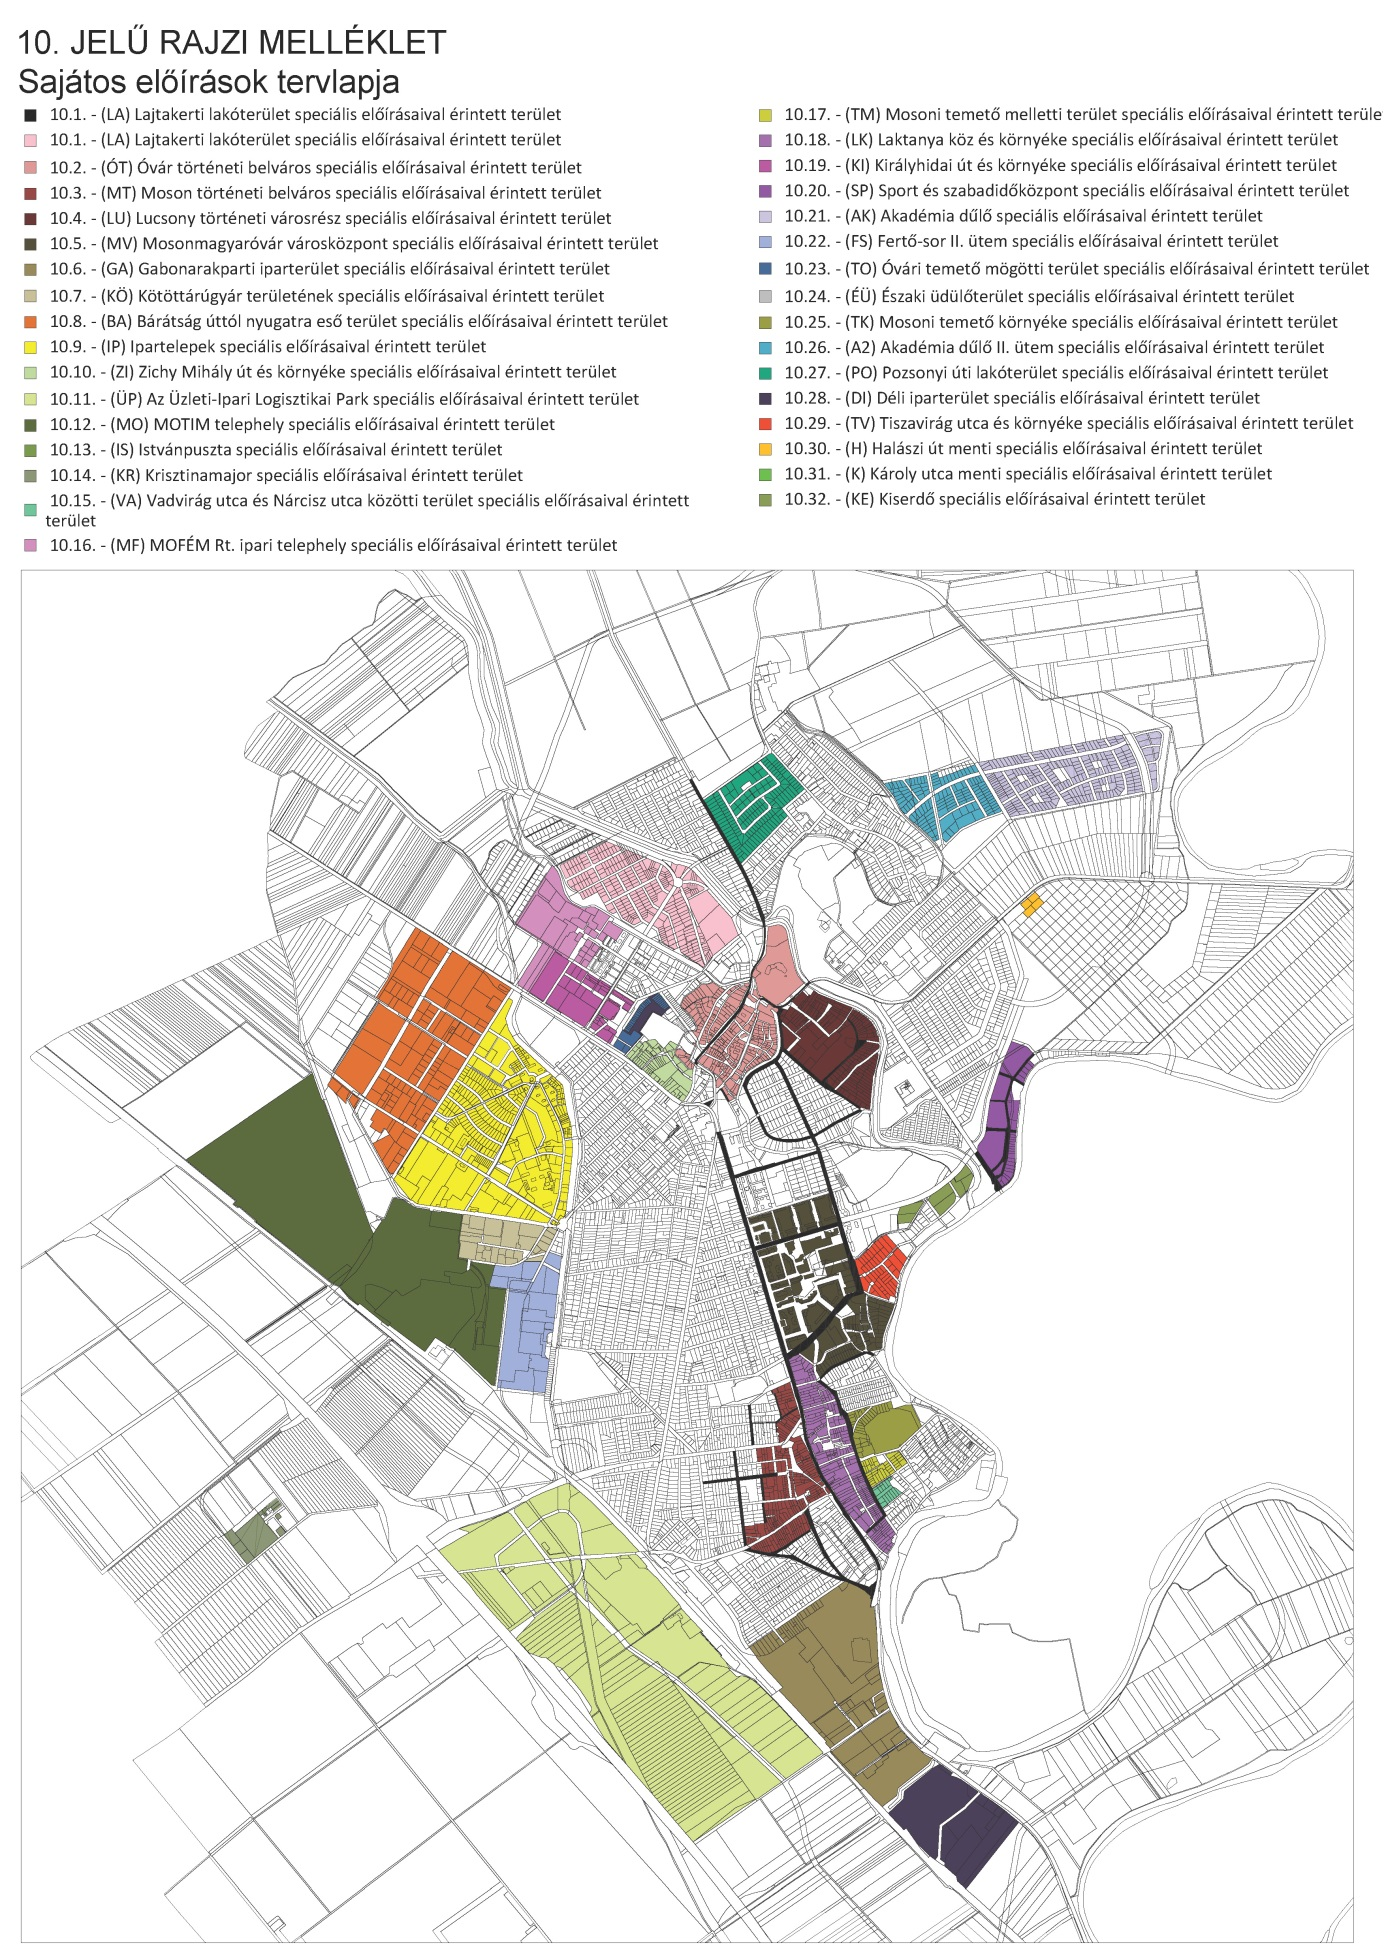 10. JELŰ RAJZI MELLÉKLET
Sajátos előírások tervlapja
10.1. - (LA) Lajtakerti lakóterület speciális előírásaival érintett terület
10.1. - (LA) Lajtakerti lakóterület speciális előírásaival érintett terület
10.2. - (ÓT) Óvár történeti belváros speciális előírásaival érintett terület
10.3. - (MT) Moson történeti belváros speciális előírásaival érintett terület
10.4. - (LU) Lucsony történeti városrész speciális előírásaival érintett terület
10.5. - (MV) Mosonmagyaróvár városközpont speciális előírásaival érintett terület
10.6. - (GA) Gabonarakparti iparterület speciális előírásaival érintett terület
10.7. - (KÖ) Kötöttárúgyár területének speciális előírásaival érintett terület
10.8. - (BA) Bárátság úttól nyugatra eső terület speciális előírásaival érintett terület
10.9. - (IP) Ipartelepek speciális előírásaival érintett terület
10.10. - (ZI) Zichy Mihály út és környéke speciális előírásaival érintett terület
10.11. - (ÜP) Az Üzleti-Ipari Logisztikai Park speciális előírásaival érintett terület
10.12. - (MO) MOTIM telephely speciális előírásaival érintett terület
10.13. - (IS) Istvánpuszta speciális előírásaival érintett terület
10.14. - (KR) Krisztinamajor speciális előírásaival érintett terület
10.15. - (VA) Vadvirág utca és Nárcisz utca közötti terület speciális előírásaival érintett
terület
10.16. - (MF) MOFÉM Rt. ipari telephely speciális előírásaival érintett terület
10.17. - (TM) Mosoni temető melletti terület speciális előírásaival érintett terüle
10.18. - (LK) Laktanya köz és környéke speciális előírásaival érintett terület
10.19. - (KI) Királyhidai út és környéke speciális előírásaival érintett terület
10.20. - (SP) Sport és szabadidőközpont speciális előírásaival érintett terület
10.21. - (AK) Akadémia dűlő speciális előírásaival érintett terület
10.22. - (FS) Fertő-sor II. ütem speciális előírásaival érintett terület
10.23. - (TO) Óvári temető mögötti terület speciális előírásaival érintett terület
10.24. - (ÉÜ) Északi üdülőterület speciális előírásaival érintett terület
10.25. - (TK) Mosoni temető környéke speciális előírásaival érintett terület
10.26. - (A2) Akadémia dűlő II. ütem speciális előírásaival érintett terület
10.27. - (PO) Pozsonyi úti lakóterület speciális előírásaival érintett terület
10.28. - (DI) Déli iparterület speciális előírásaival érintett terület
10.29. - (TV) Tiszavirág utca és környéke speciális előírásaival érintett terület
10.30. - (H) Halászi út menti speciális előírásaival érintett terület
10.31. - (K) Károly utca menti speciális előírásaival érintett terület
10.32. - (KE) Kiserdő speciális előírásaival érintett terület